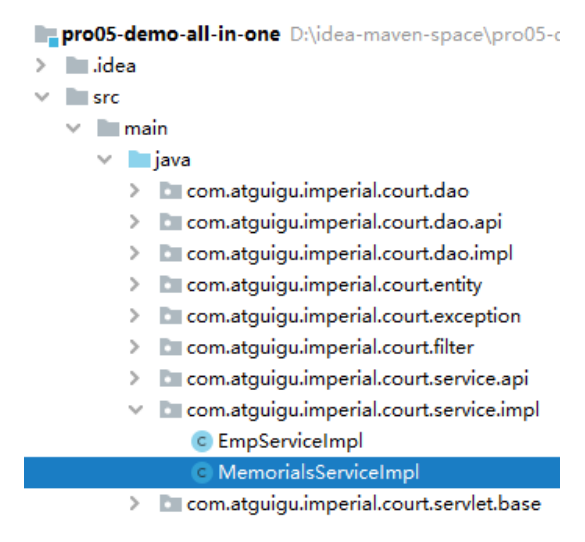 pro05-demo-all-in-one D:\idea-maven-space\pro05-c
.idea
src
main
java
com.atguigu.imperial.court.dao
com.atguigu.imperial.court.dao.api
com.atguigu.imperial.court.dao.impl
com.atguigu.imperial.court.entity
com.atguigu.imperial.court.exception
com.atguigu.imperial.court.filter
com.atguigu.imperial.court.service.api
com.atguigu.imperial.court.service.impl
C EmpServiceImpl
C MemorialsServiceImpl
com.atguigu.imperial.court.servlet.base